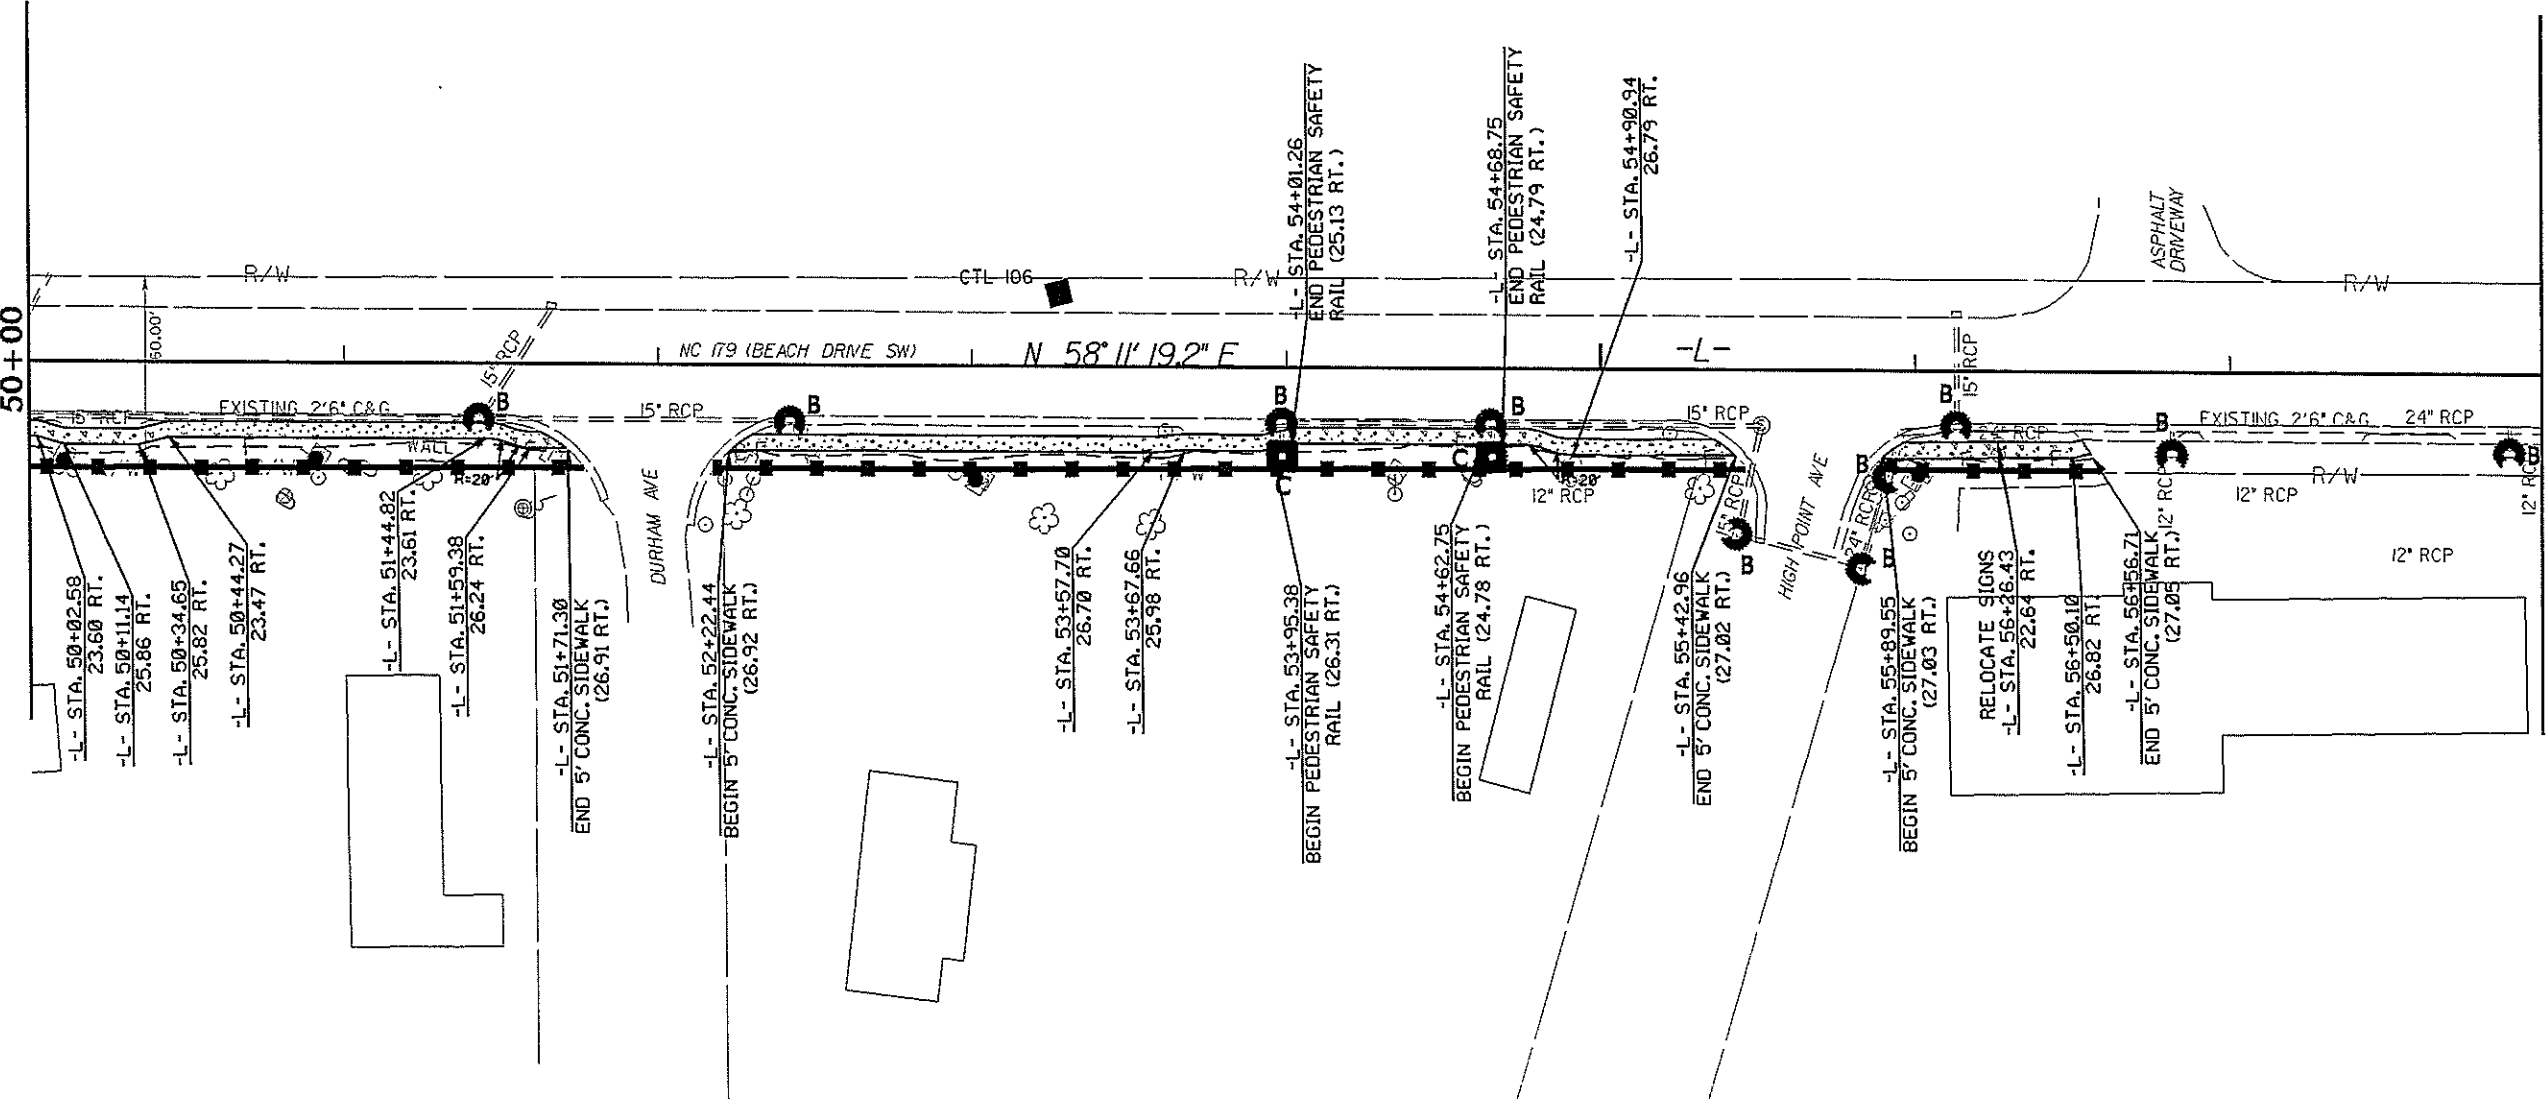 50+00
R/W
60.00'
CTL-106
R/W
R/W
ASPHALT
DRIVEWAY
-L- STA. 54+01.26
END PEDESTRIAN SAFETY
RAIL (25.13 RT.)
-L- STA. 54+68.75
END PEDESTRIAN SAFETY
RAIL (24.79 RT.)
-L- STA. 54+90.94
26.79 RT.
15" RCP
NC 179 (BEACH DRIVE SW)
N 58° 11' 19.2" E
-L-
15" RCP
15" RCP
EXISTING 2'6" C&G
B
15" RCP
B
B
B
15" RCP
B
B
EXISTING 2'6" C&G
24" RCP
B
WALL
R=20'
C
C
R=20'
12" RCP
15" RCP
B
24" RCP
B
B
24" RCP
F
R/W
12" RCP
12" RCP
12" RCP
12" RCP
DURHAM AVE
HIGH POINT AVE
-L- STA. 50+02.58
23.60 RT.
-L- STA. 50+11.14
25.86 RT.
-L- STA. 50+34.65
25.82 RT.
-L- STA. 50+44.27
23.47 RT.
-L- STA. 51+44.82
23.61 RT.
-L- STA. 51+59.38
26.24 RT.
-L- STA. 51+71.30
END 5' CONC. SIDEWALK
(26.91 RT.)
-L- STA. 52+22.44
BEGIN 5' CONC. SIDEWALK
(26.92 RT.)
-L- STA. 53+57.70
26.70 RT.
-L- STA. 53+67.66
25.98 RT.
-L- STA. 53+95.38
BEGIN PEDESTRIAN SAFETY
RAIL (26.31 RT.)
-L- STA. 54+62.75
BEGIN PEDESTRIAN SAFETY
RAIL (24.78 RT.)
-L- STA. 55+42.96
END 5' CONC. SIDEWALK
(27.02 RT.)
-L- STA. 55+89.55
BEGIN 5' CONC. SIDEWALK
(27.03 RT.)
RELOCATE SIGNS
-L- STA. 56+26.43
22.64 RT.
-L- STA. 56+50.10
26.82 RT.
-L- STA. 56+56.71
END 5' CONC. SIDEWALK
(27.05 RT.)